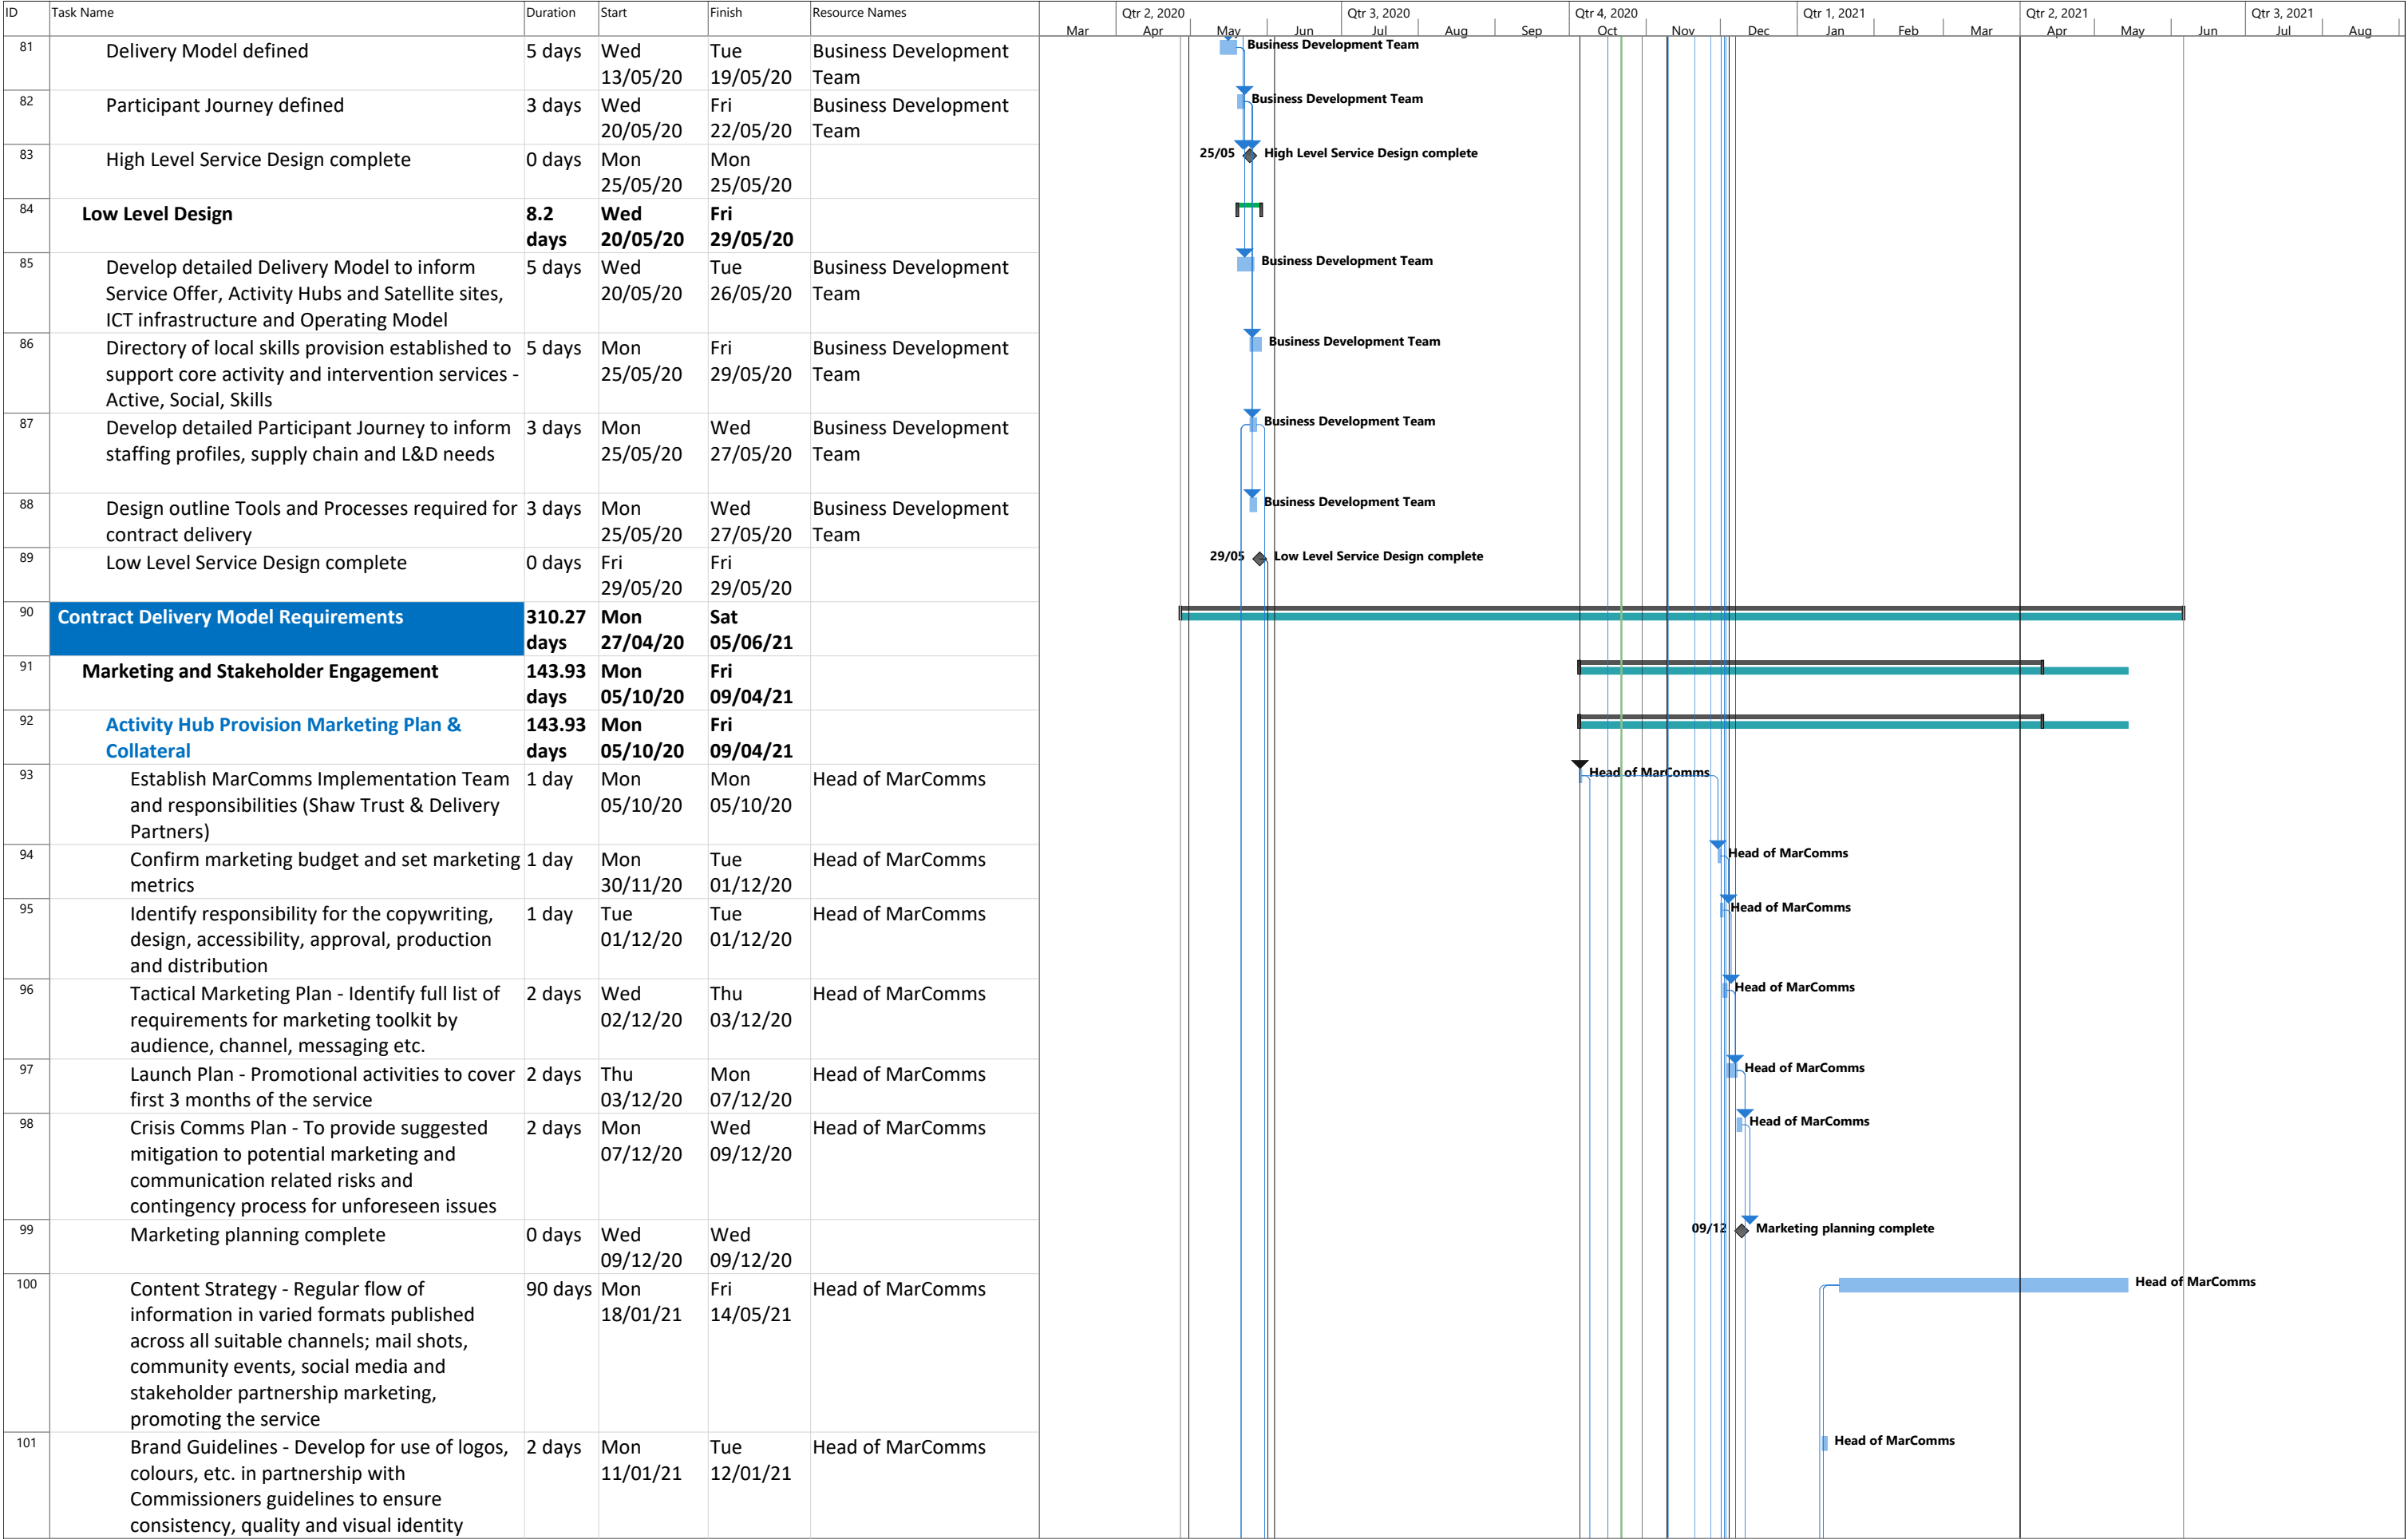 ID Task Name Duration Start Finish Resource Names
Qtr 2, 2020 Qtr 3, 2020 Qtr 4, 2020 Qtr 1, 2021 Qtr 2, 2021 Qtr 3, 2021
Mar Apr May Jun Jul Aug Sep Oct Nov Dec Jan Feb Mar Apr May Jun Jul Aug
81 Delivery Model defined 5 days Wed Tue Business Development Business Development Team
13/05/20 19/05/20 Team
82 Participant Journey defined 3 days Wed Fri Business Development Business Development Team
20/05/20 22/05/20 Team
83 High Level Service Design complete 0 days Mon Mon 25/05 High Level Service Design complete
25/05/20 25/05/20
84 Low Level Design 8.2 Wed Fri
days 20/05/20 29/05/20
85 Develop detailed Delivery Model to inform 5 days Wed Tue Business Development Business Development Team
Service Offer, Activity Hubs and Satellite sites, 20/05/20 26/05/20 Team
ICT infrastructure and Operating Model
86 Directory of local skills provision established to 5 days Mon Fri Business Development Business Development Team
support core activity and intervention services - 25/05/20 29/05/20 Team
Active, Social, Skills
87 Develop detailed Participant Journey to inform 3 days Mon Wed Business Development Business Development Team
staffing profiles, supply chain and L&D needs 25/05/20 27/05/20 Team
88 Design outline Tools and Processes required for 3 days Mon Wed Business Development Business Development Team
contract delivery 25/05/20 27/05/20 Team
89 Low Level Service Design complete 0 days Fri Fri 29/05 Low Level Service Design complete
29/05/20 29/05/20
90 Contract Delivery Model Requirements 310.27 Mon Sat
days 27/04/20 05/06/21
91 Marketing and Stakeholder Engagement 143.93 Mon Fri
days 05/10/20 09/04/21
92 Activity Hub Provision Marketing Plan & 143.93 Mon Fri
Collateral days 05/10/20 09/04/21
93 Establish MarComms Implementation Team 1 day Mon Mon Head of MarComms Head of MarComms
and responsibilities (Shaw Trust & Delivery 05/10/20 05/10/20
Partners)
94 Confirm marketing budget and set marketing 1 day Mon Tue Head of MarComms Head of MarComms
metrics 30/11/20 01/12/20
95 Identify responsibility for the copywriting, 1 day Tue Tue Head of MarComms Head of MarComms
design, accessibility, approval, production 01/12/20 01/12/20
and distribution
96 Tactical Marketing Plan - Identify full list of 2 days Wed Thu Head of MarComms Head of MarComms
requirements for marketing toolkit by 02/12/20 03/12/20
audience, channel, messaging etc.
97 Launch Plan - Promotional activities to cover 2 days Thu Mon Head of MarComms Head of MarComms
first 3 months of the service 03/12/20 07/12/20
98 Crisis Comms Plan - To provide suggested 2 days Mon Wed Head of MarComms Head of MarComms
mitigation to potential marketing and 07/12/20 09/12/20
communication related risks and
contingency process for unforeseen issues
99 Marketing planning complete 0 days Wed Wed 09/12 Marketing planning complete
09/12/20 09/12/20
100 Content Strategy - Regular flow of 90 days Mon Fri Head of MarComms Head of MarComms
information in varied formats published 18/01/21 14/05/21
across all suitable channels; mail shots,
community events, social media and
stakeholder partnership marketing,
promoting the service
101 Brand Guidelines - Develop for use of logos, 2 days Mon Tue Head of MarComms Head of MarComms
colours, etc. in partnership with 11/01/21 12/01/21
Commissioners guidelines to ensure
consistency, quality and visual identity